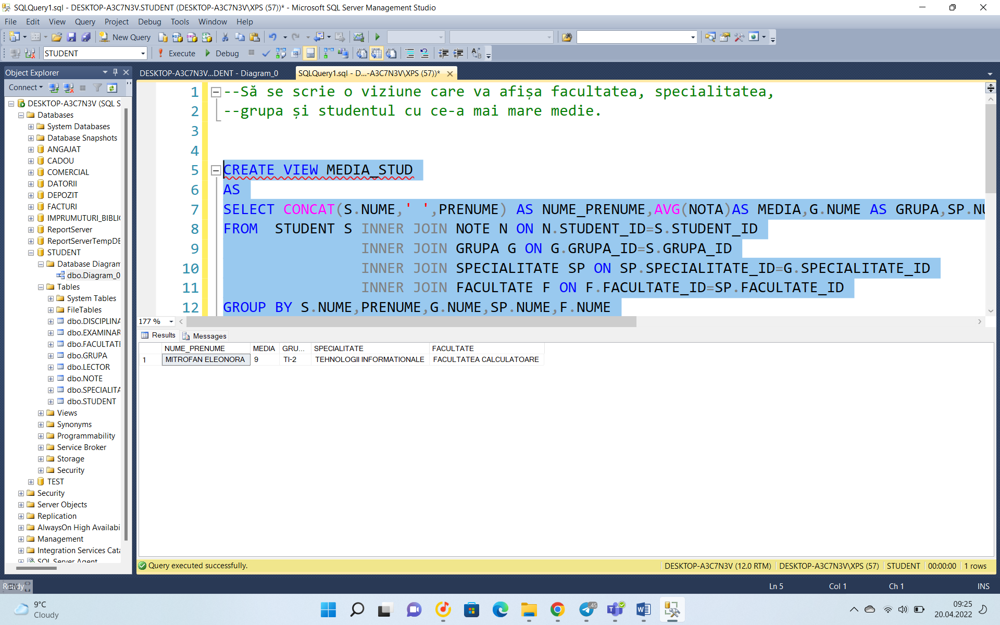 SQLQuery1.sql - DESKTOP-A3C7N3V.STUDENT (DESKTOP-A3C7N3V\XPS (57))* - Microsoft SQL Server Management Studio
File Edit View Query Project Debug Tools Window Help
New Query
STUDENT Execute Debug
Object Explorer
DESKTOP-A3C7N3V...DENT - Diagram_0 SQLQuery1.sql - D...-A3C7N3V\XPS (57))*
Connect
DESKTOP-A3C7N3V (SQL S
Databases
System Databases
Database Snapshots
ANGAJAT
CADOU
COMERCIAL
DATORII
DEPOZIT
FACTURI
IMPRUMUTURI_BIBLIO
ReportServer
ReportServerTempDB
STUDENT
Database Diagram
dbo.Diagram_0
Tables
System Tables
FileTables
dbo.DISCIPLINA
dbo.EXAMINAR
dbo.FACULTATE
dbo.GRUPA
dbo.LECTOR
dbo.NOTE
dbo.SPECIALITA
dbo.STUDENT
Views
Synonyms
Programmability
Service Broker
Storage
Security
TEST
Security
Server Objects
Replication
AlwaysOn High Availabi
Management
Integration Services Cata
SQL Server Agent
1 --Să se scrie o viziune care va afișa facultatea, specialitatea,
2 --grupa și studentul cu ce-a mai mare medie.
3
4
5 CREATE VIEW MEDIA_STUD
6 AS
7 SELECT CONCAT(S.NUME,' ',PRENUME) AS NUME_PRENUME,AVG(NOTA)AS MEDIA,G.NUME AS GRUPA,SP.NU
8 FROM STUDENT S INNER JOIN NOTE N ON N.STUDENT_ID=S.STUDENT_ID
9 INNER JOIN GRUPA G ON G.GRUPA_ID=S.GRUPA_ID
10 INNER JOIN SPECIALITATE SP ON SP.SPECIALITATE_ID=G.SPECIALITATE_ID
11 INNER JOIN FACULTATE F ON F.FACULTATE_ID=SP.FACULTATE_ID
12 GROUP BY S.NUME,PRENUME,G.NUME,SP.NUME,F.NUME
177 %
Results Messages
NUME_PRENUME MEDIA GRU... SPECIALITATE FACULTATE
1 MITROFAN ELEONORA 9 TI-2 TEHNOLOGII INFORMATIONALE FACULTATEA CALCULATOARE
Query executed successfully. DESKTOP-A3C7N3V (12.0 RTM) DESKTOP-A3C7N3V\XPS (57) STUDENT 00:00:00 1 rows
Ready Ln 5 Col 1 Ch 1 INS
9°C
Cloudy
45
09:25
20.04.2022